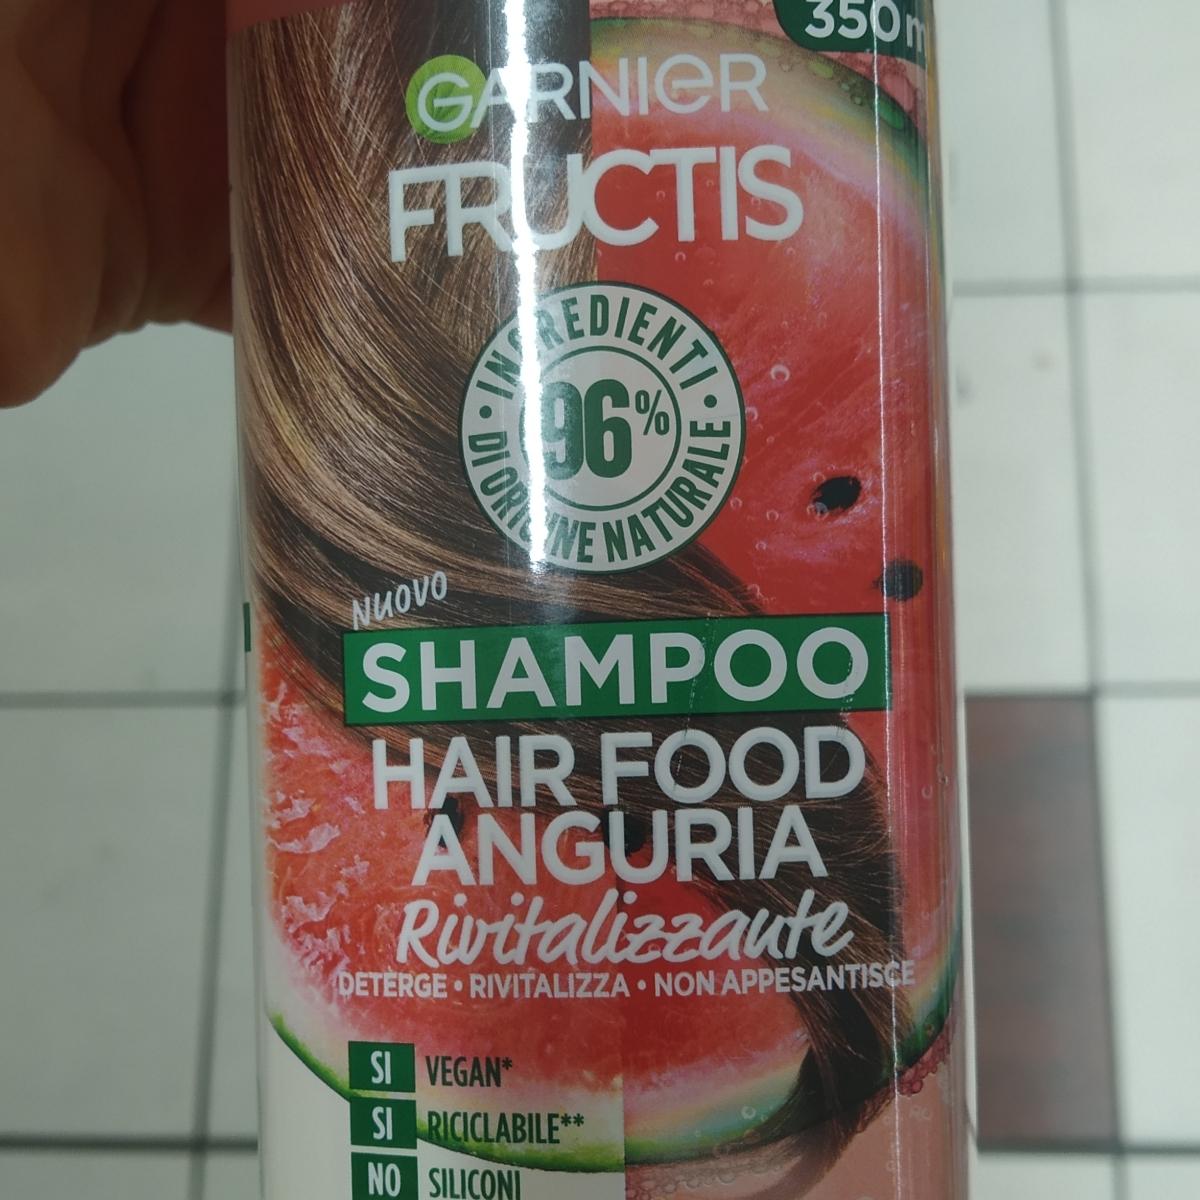 350 m
GARNIER
FRUCTIS
INGREDIENTI
96%
DI ORIGINE NATURALE
NUOVO
SHAMPOO
HAIR FOOD
ANGURIA
Rivitalizzante
DETERGE • RIVITALIZZA • NON APPESANTISCE
SI VEGAN*
SI RICICLABILE**
NO SILICONI